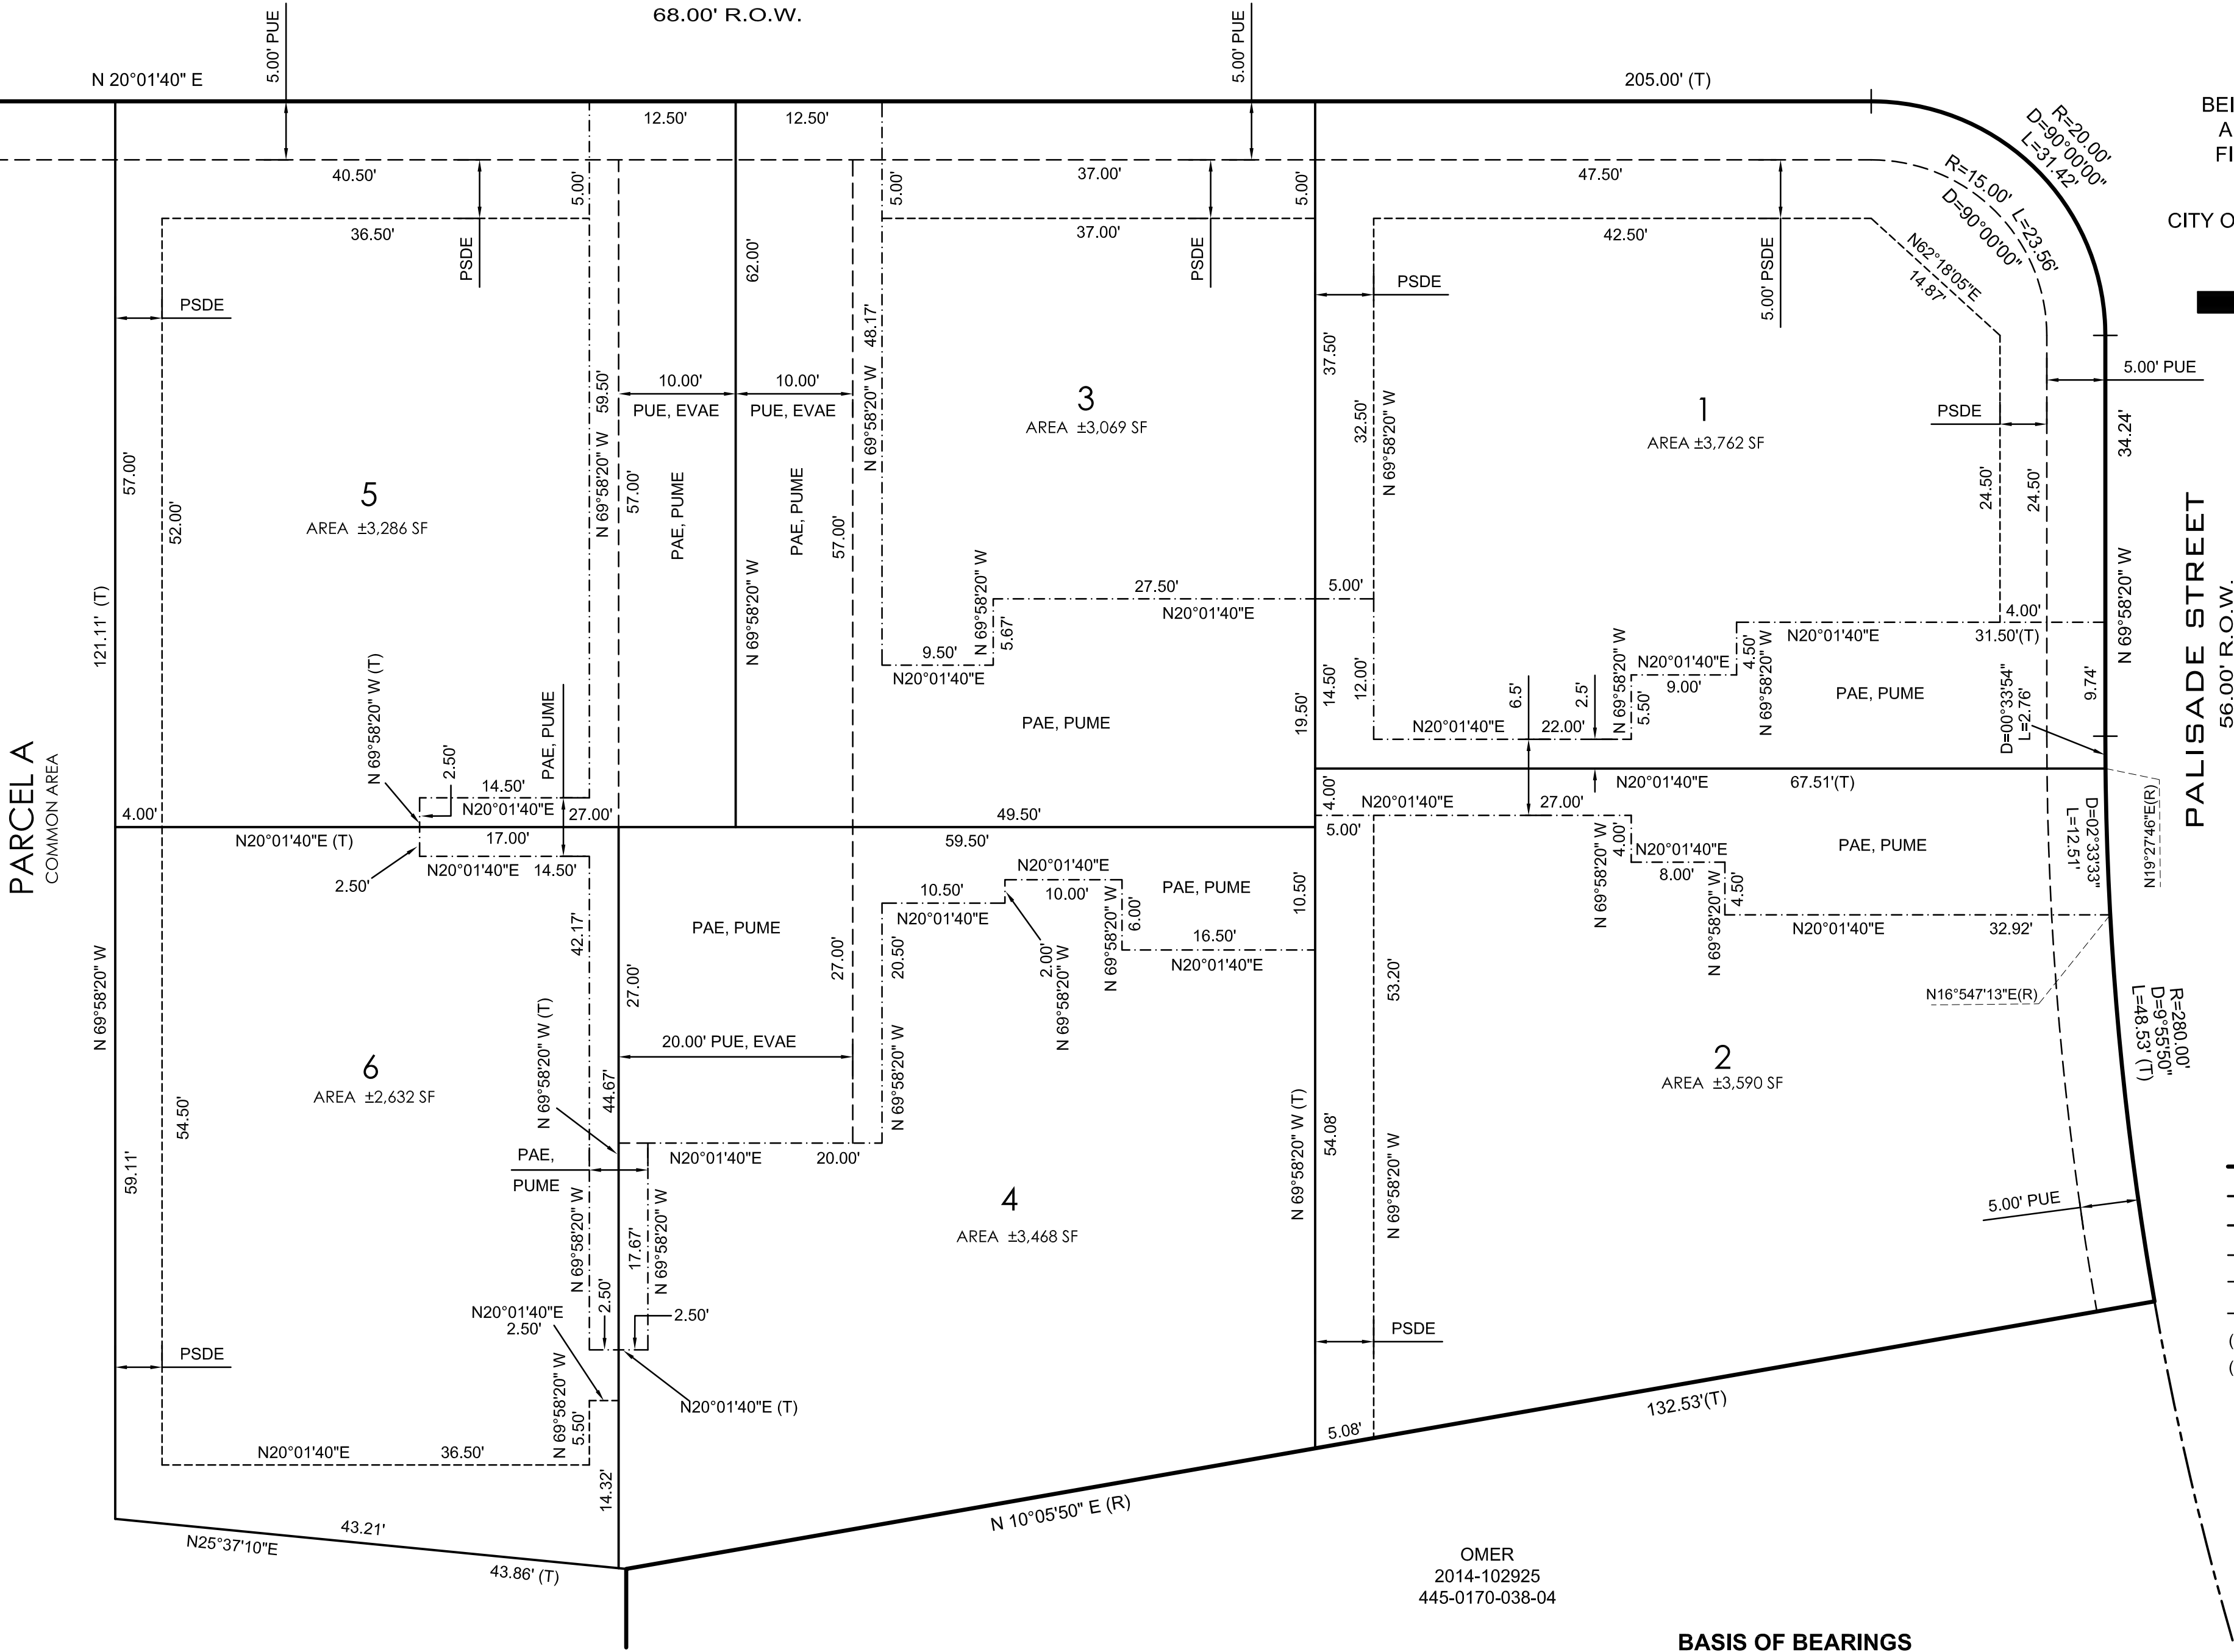 68.00' R.O.W.
N 20°01'40" E
5.00' PUE
5.00' PUE
205.00' (T)
BEI
A
FI
CITY O
R=20.00'
D=90°00'00"
L=31.42'
R=15.00' L=23.56'
D=90°00'00"
12.50'
12.50'
40.50'
5.00'
5.00'
37.00'
5.00'
47.50'
36.50'
PSDE
37.00'
PSDE
42.50'
5.00' PSDE
N62°18'05"E
14.87'
PSDE
62.00'
PSDE
N 69°58'20" W 48.17'
37.50'
32.50'
N 69°58'20" W
5.00' PUE
N 69°58'20" W 59.50'
57.00'
10.00'
PUE, EVAE
10.00'
PUE, EVAE
3
AREA ±3,069 SF
1
AREA ±3,762 SF
PSDE
34.24'
57.00'
52.00'
5
AREA ±3,286 SF
PAE, PUME
PAE, PUME
57.00'
24.50'
24.50'
PALISADE STREET
56.00' R.O.W.
N 69°58'20" W
N 69°58'20" W
N 69°58'20" W
5.67'
27.50'
N20°01'40"E
5.00'
9.50'
N20°01'40"E
121.11' (T)
N 69°58'20" W (T)
2.50'
PAE, PUME
PAE, PUME
19.50'
14.50'
12.00'
N20°01'40"E 22.00'
6.5'
2.5'
N 69°58'20" W
5.50'
N20°01'40"E
9.00'
4.50'
N 69°58'20" W
N20°01'40"E 31.50'(T)
4.00'
PAE, PUME
D=00°33'54"
L=2.76'
9.74'
PARCEL A
COMMON AREA
14.50'
N20°01'40"E
4.00'
27.00'
N20°01'40"E (T)
17.00'
N20°01'40"E 14.50'
2.50'
49.50'
59.50'
4.00'
5.00'
N20°01'40"E 27.00'
N20°01'40"E 67.51'(T)
N 69°58'20" W
4.00'
N20°01'40"E
8.00'
N 69°58'20" W
4.50'
PAE, PUME
N20°01'40"E 32.92'
D=02°33'33"
L=12.51'
N19°27'46"E(R)
N16°547'13"E(R)
R=280.00'
D=9°55'50"
L=48.53' (T)
N 69°58'20" W
42.17'
27.00'
PAE, PUME
27.00'
20.50'
N 69°58'20" W
10.50'
N20°01'40"E
N20°01'40"E
10.00'
2.00'
N 69°58'20" W
N 69°58'20" W
6.00'
PAE, PUME
16.50'
N20°01'40"E
10.50'
53.20'
N 69°58'20" W (T)
20.00' PUE, EVAE
6
AREA ±2,632 SF
44.67'
54.50'
59.11'
PAE,
PUME
N20°01'40"E 20.00'
N 69°58'20" W
17.67'
N 69°58'20" W
2.50'
2.50'
4
AREA ±3,468 SF
N 69°58'20" W (T)
54.08'
N 69°58'20" W
2
AREA ±3,590 SF
5.00' PUE
N20°01'40"E
2.50'
PSDE
N 69°58'20" W
5.50'
N20°01'40"E (T)
PSDE
(
(
N20°01'40"E 36.50'
14.32'
5.08'
132.53'(T)
N 10°05'50" E (R)
43.21'
N25°37'10"E
43.86' (T)
OMER
2014-102925
445-0170-038-04
BASIS OF BEARINGS